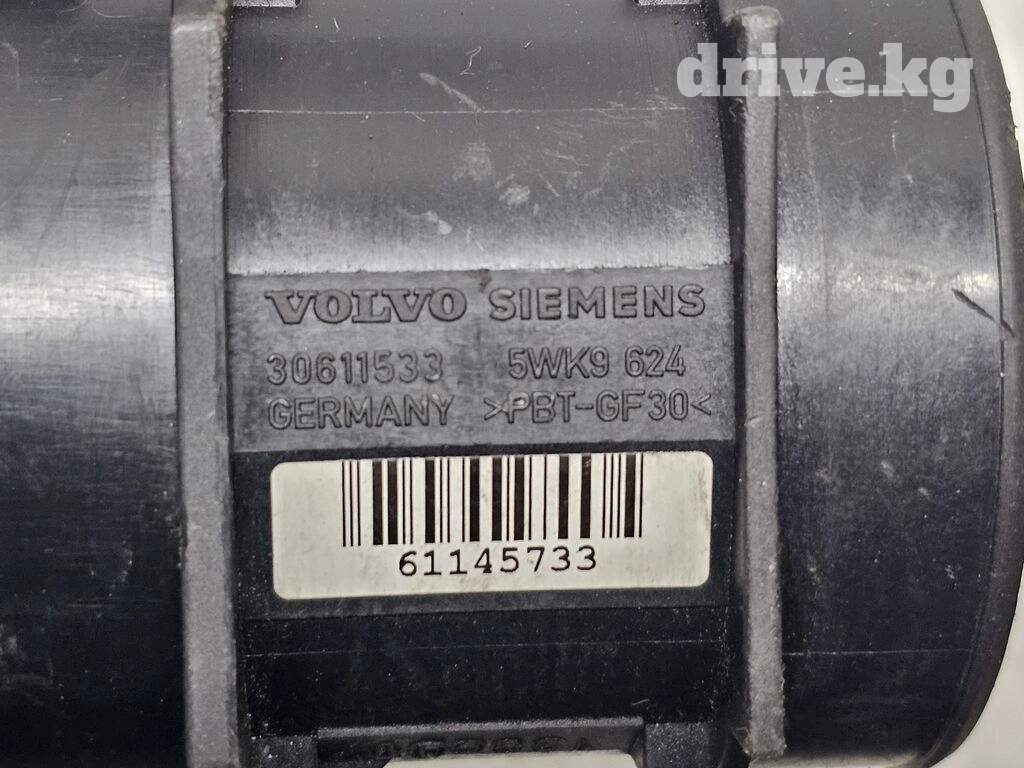 drive.kg
VOLVO SIEMENS
30611533 5WK9 624
GERMANY >PBT-GF30<
61145733